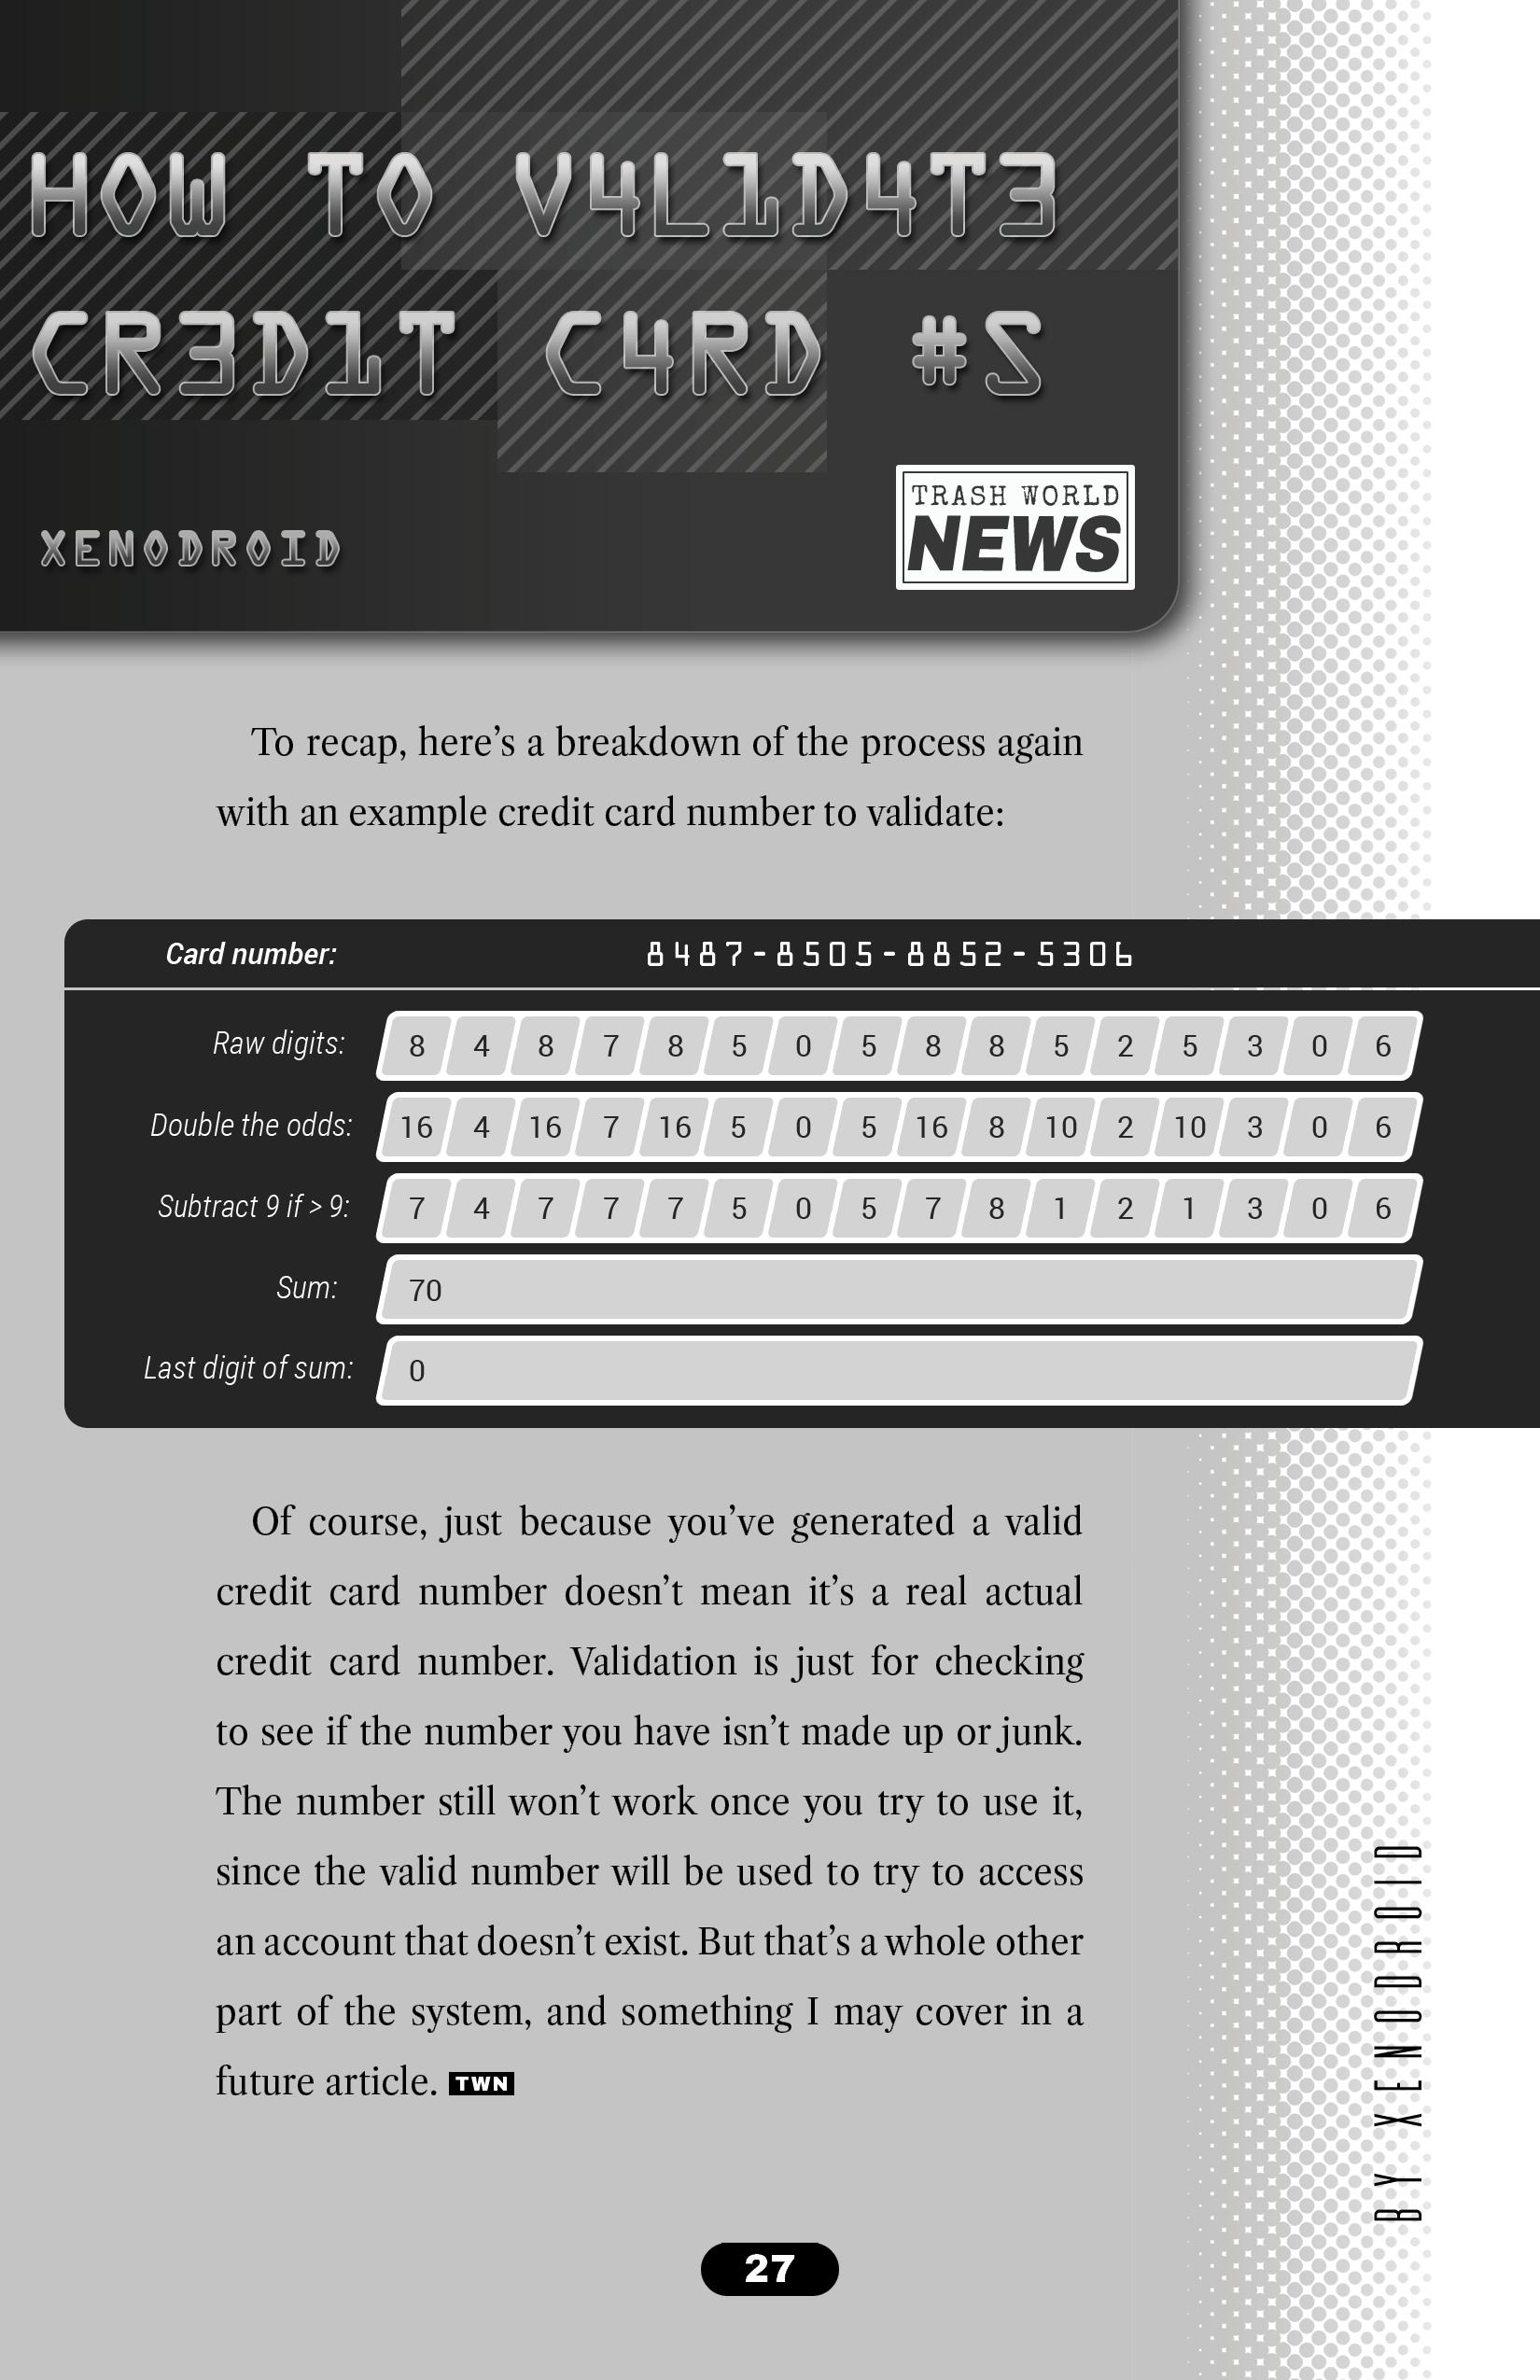 HOW TO V4L1D4T3
CR3D1T C4RD #S
TRASH WORLD
NEWS
XENODROID
To recap, here’s a breakdown of the process again
with an example credit card number to validate:
Card number: 8487-8505-8852-5306
Raw digits: 8 4 8 7 8 5 0 5 8 8 5 2 5 3 0 6
Double the odds: 16 4 16 7 16 5 0 5 16 8 10 2 10 3 0 6
Subtract 9 if > 9: 7 4 7 7 7 5 0 5 7 8 1 2 1 3 0 6
Sum: 70
Last digit of sum: 0
Of course, just because you’ve generated a valid
credit card number doesn’t mean it’s a real actual
credit card number. Validation is just for checking
to see if the number you have isn’t made up or junk.
The number still won’t work once you try to use it,
since the valid number will be used to try to access
an account that doesn’t exist. But that’s a whole other
part of the system, and something I may cover in a
future article. TWN
BY XENODROID
27